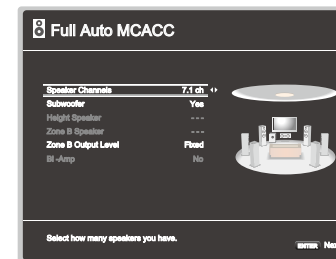 Full Auto MCACC
Speaker Channels 7.1 ch
Subwoofer Yes
Height Speaker ---
Zone B Speaker ---
Zone B Output Level Fixed
Bi-Amp No
Select how many speakers you have.
ENTER Nex